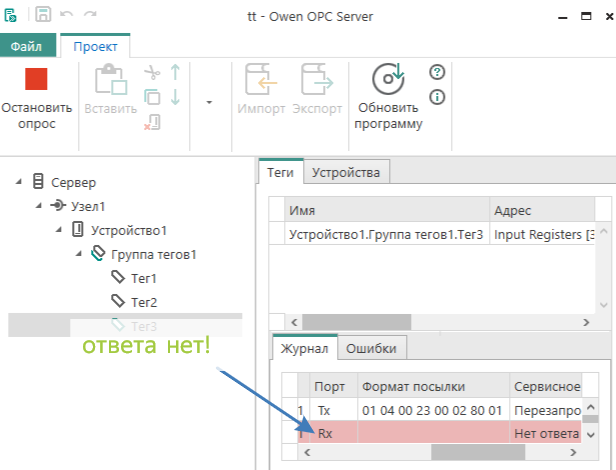 tt - Owen OPC Server
Файл
Проект
Остановить
опрос
Вставить
Импорт
Экспорт
Обновить
программу
Сервер
Узел1
Устройство1
Группа тегов1
Тег1
Тег2
Тег3
ответа нет!
Теги
Устройства
Имя
Адрес
Устройство1.Группа тегов1.Тег3
Input Registers [3
Журнал
Ошибки
Порт
Формат посылки
Сервисное
1 Tx 01 04 00 23 00 02 80 01 Перезапро
1 Rx Нет ответа